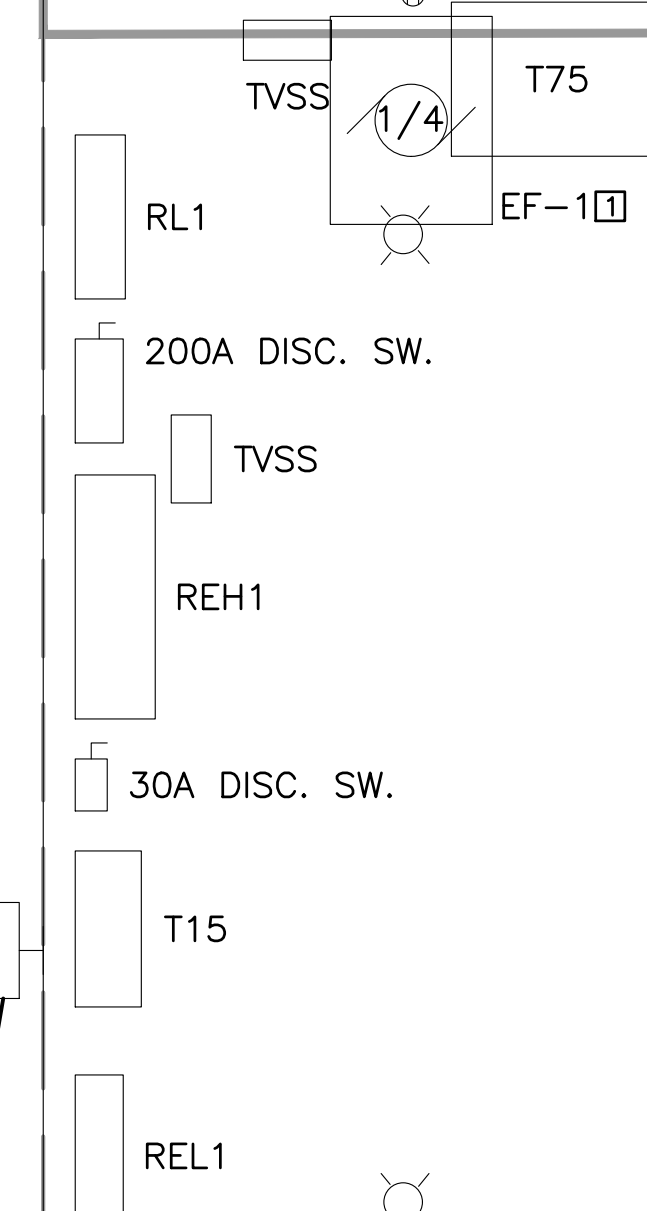 T75
TVSS
1/4
EF-1 1
RL1
200A DISC. SW.
TVSS
REH1
30A DISC. SW.
T15
REL1